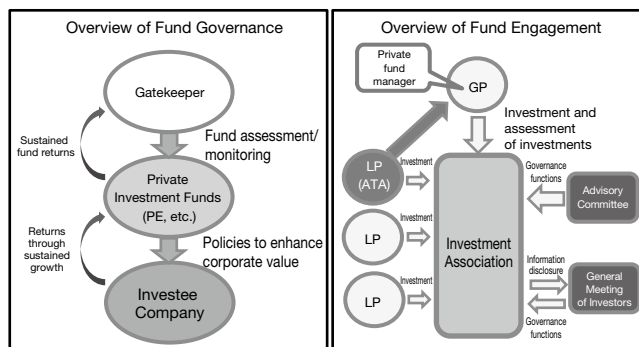 Overview of Fund Governance
Gatekeeper
Sustained
fund returns
Fund assessment/
monitoring
Private
Investment Funds
(PE, etc.)
Returns
through
sustained
growth
Policies to enhance
corporate value
Investee
Company
Overview of Fund Engagement
Private
fund
manager
GP
Investment and
assessment
of investments
LP
(ATA)
Investment
Governance
functions
Advisory
Committee
Investment
LP
Investment
Association
Investment
LP
Information
disclosure
General
Meeting
of Investors
Governance
functions